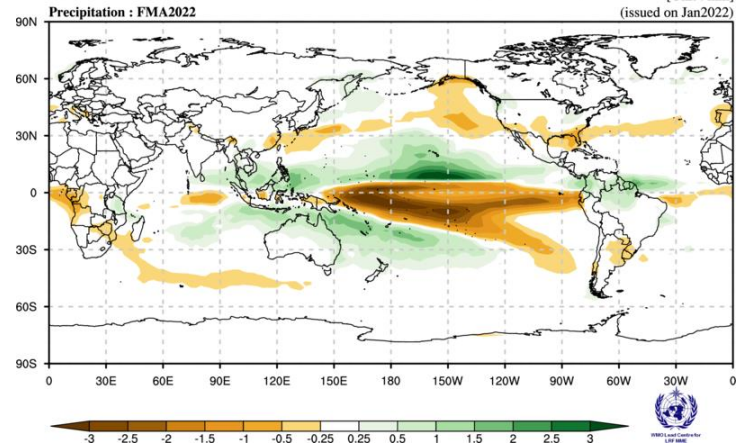 Precipitation : FMA2022
(issued on Jan2022)
90N
60N
30N
0
30S
60S
90S
0 30E 60E 90E 120E 150E 180 150W 120W 90W 60W 30W 0
-3 -2.5 -2 -1.5 -1 -0.5 -0.25 0.25 0.5 1 1.5 2 2.5 3
WMO Lead Centre for
LRF MME